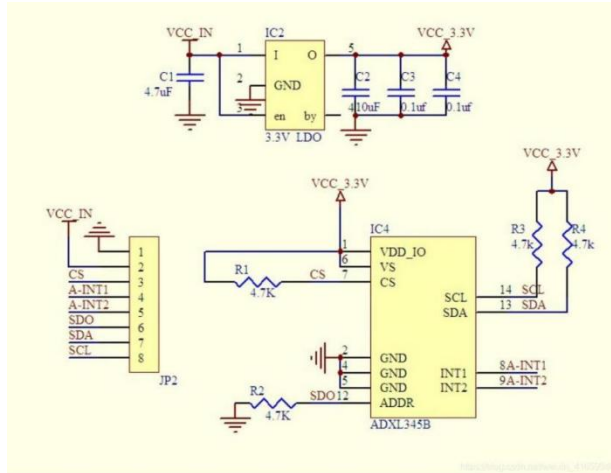 VCC_IN
IC2
VCC_3.3V
1 I O 5
C1
4.7uF
2 GND
C2 C3 C4
10uF 0.1uf 0.1uf
3 en by 4
3.3V LDO
VCC_3.3V
VCC_3.3V
VCC_IN
IC4
R3 R4
4.7k 4.7k
1
2
CS 3
A-INT1 4
A-INT2 5
SDO 6
SDA 7
SCL 8
JP2
1 VDD_IO
6 VS
R1 CS 7 CS
4.7K
SCL 14 SCL
SDA 13 SDA
2 GND
4 GND INT1 8 A-INT1
5 GND INT2 9 A-INT2
R2 SDO 12 ADDR
4.7K
ADXL345B